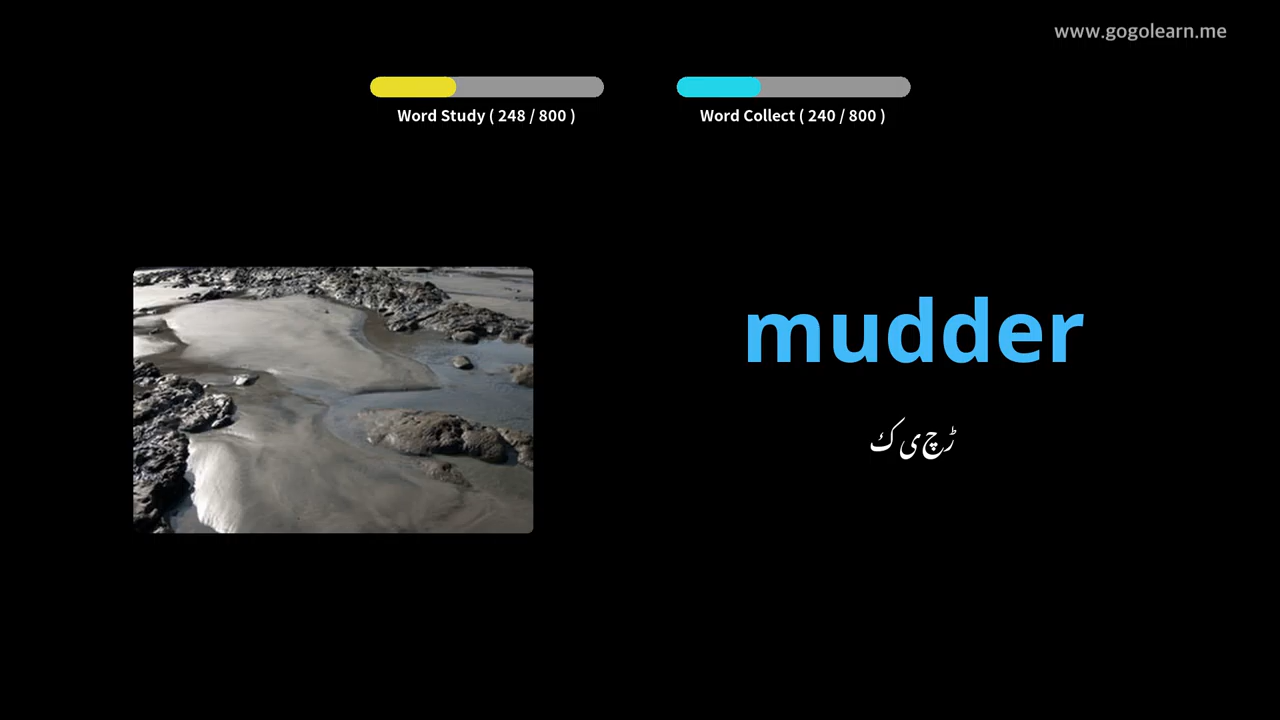 www.gogolearn.me
Word Study ( 248 / 800 )
Word Collect ( 240 / 800 )
mudder
ڑ چ ی ک